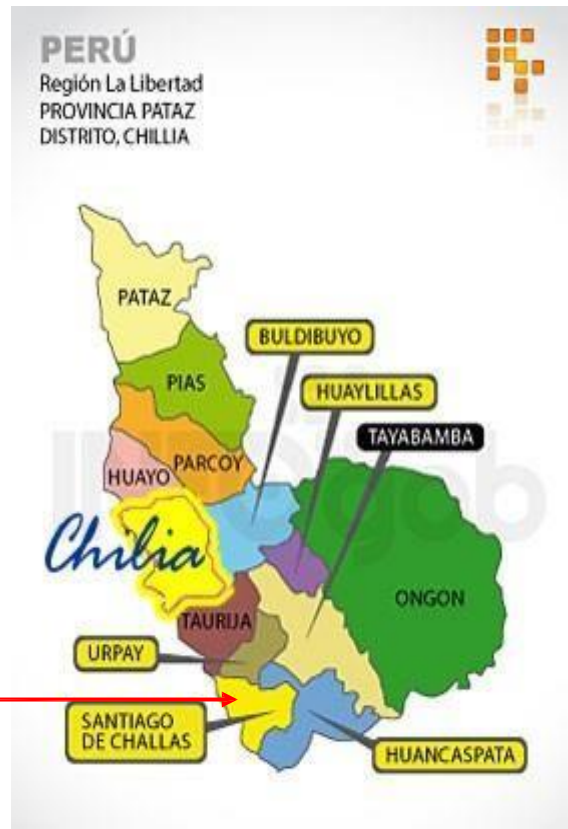 PERÚ
Región La Libertad
PROVINCIA PATAZ
DISTRITO, CHILLIA
PATAZ
BULDIBUYO
PIAS
HUAYLILLAS
TAYABAMBA
PARCOY
HUAYO
Chilia
ONGON
TAURIJA
URPAY
SANTIAGO
DE CHALLAS
HUANCASPATA